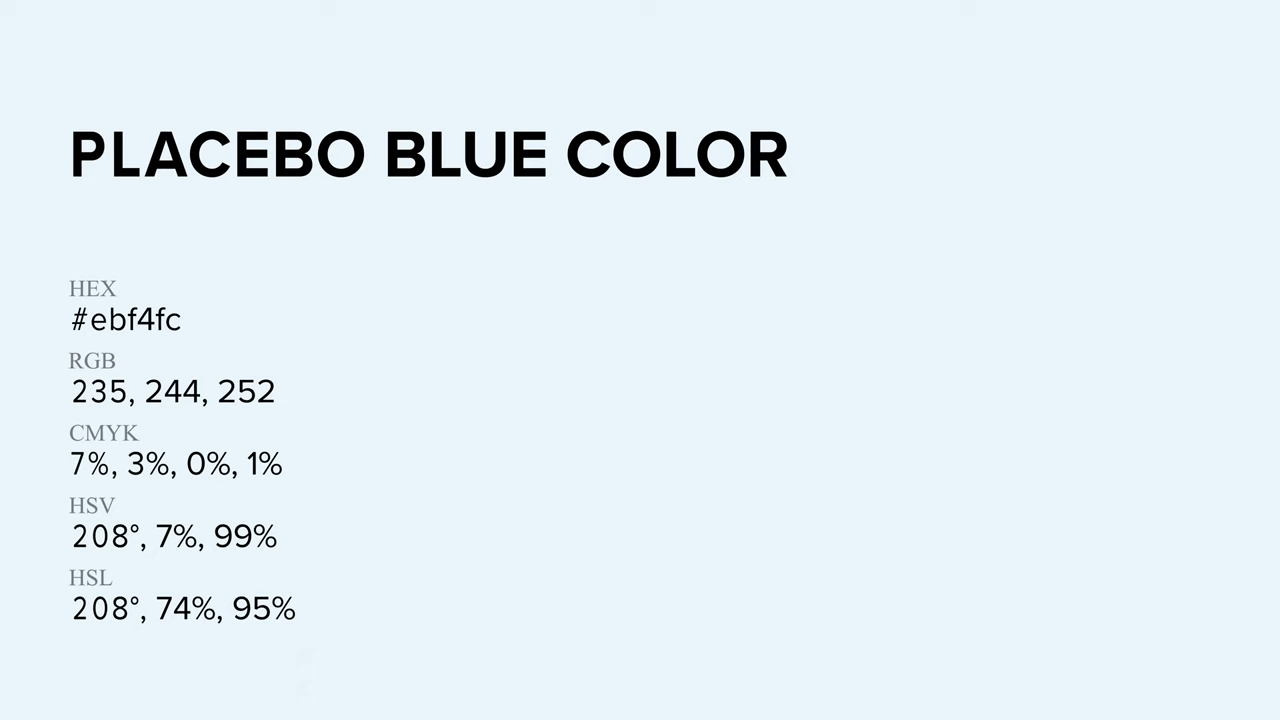 PLACEBO BLUE COLOR
HEX
#ebf4fc
RGB
235, 244, 252
CMYK
7%, 3%, 0%, 1%
HSV
208°, 7%, 99%
HSL
208°, 74%, 95%